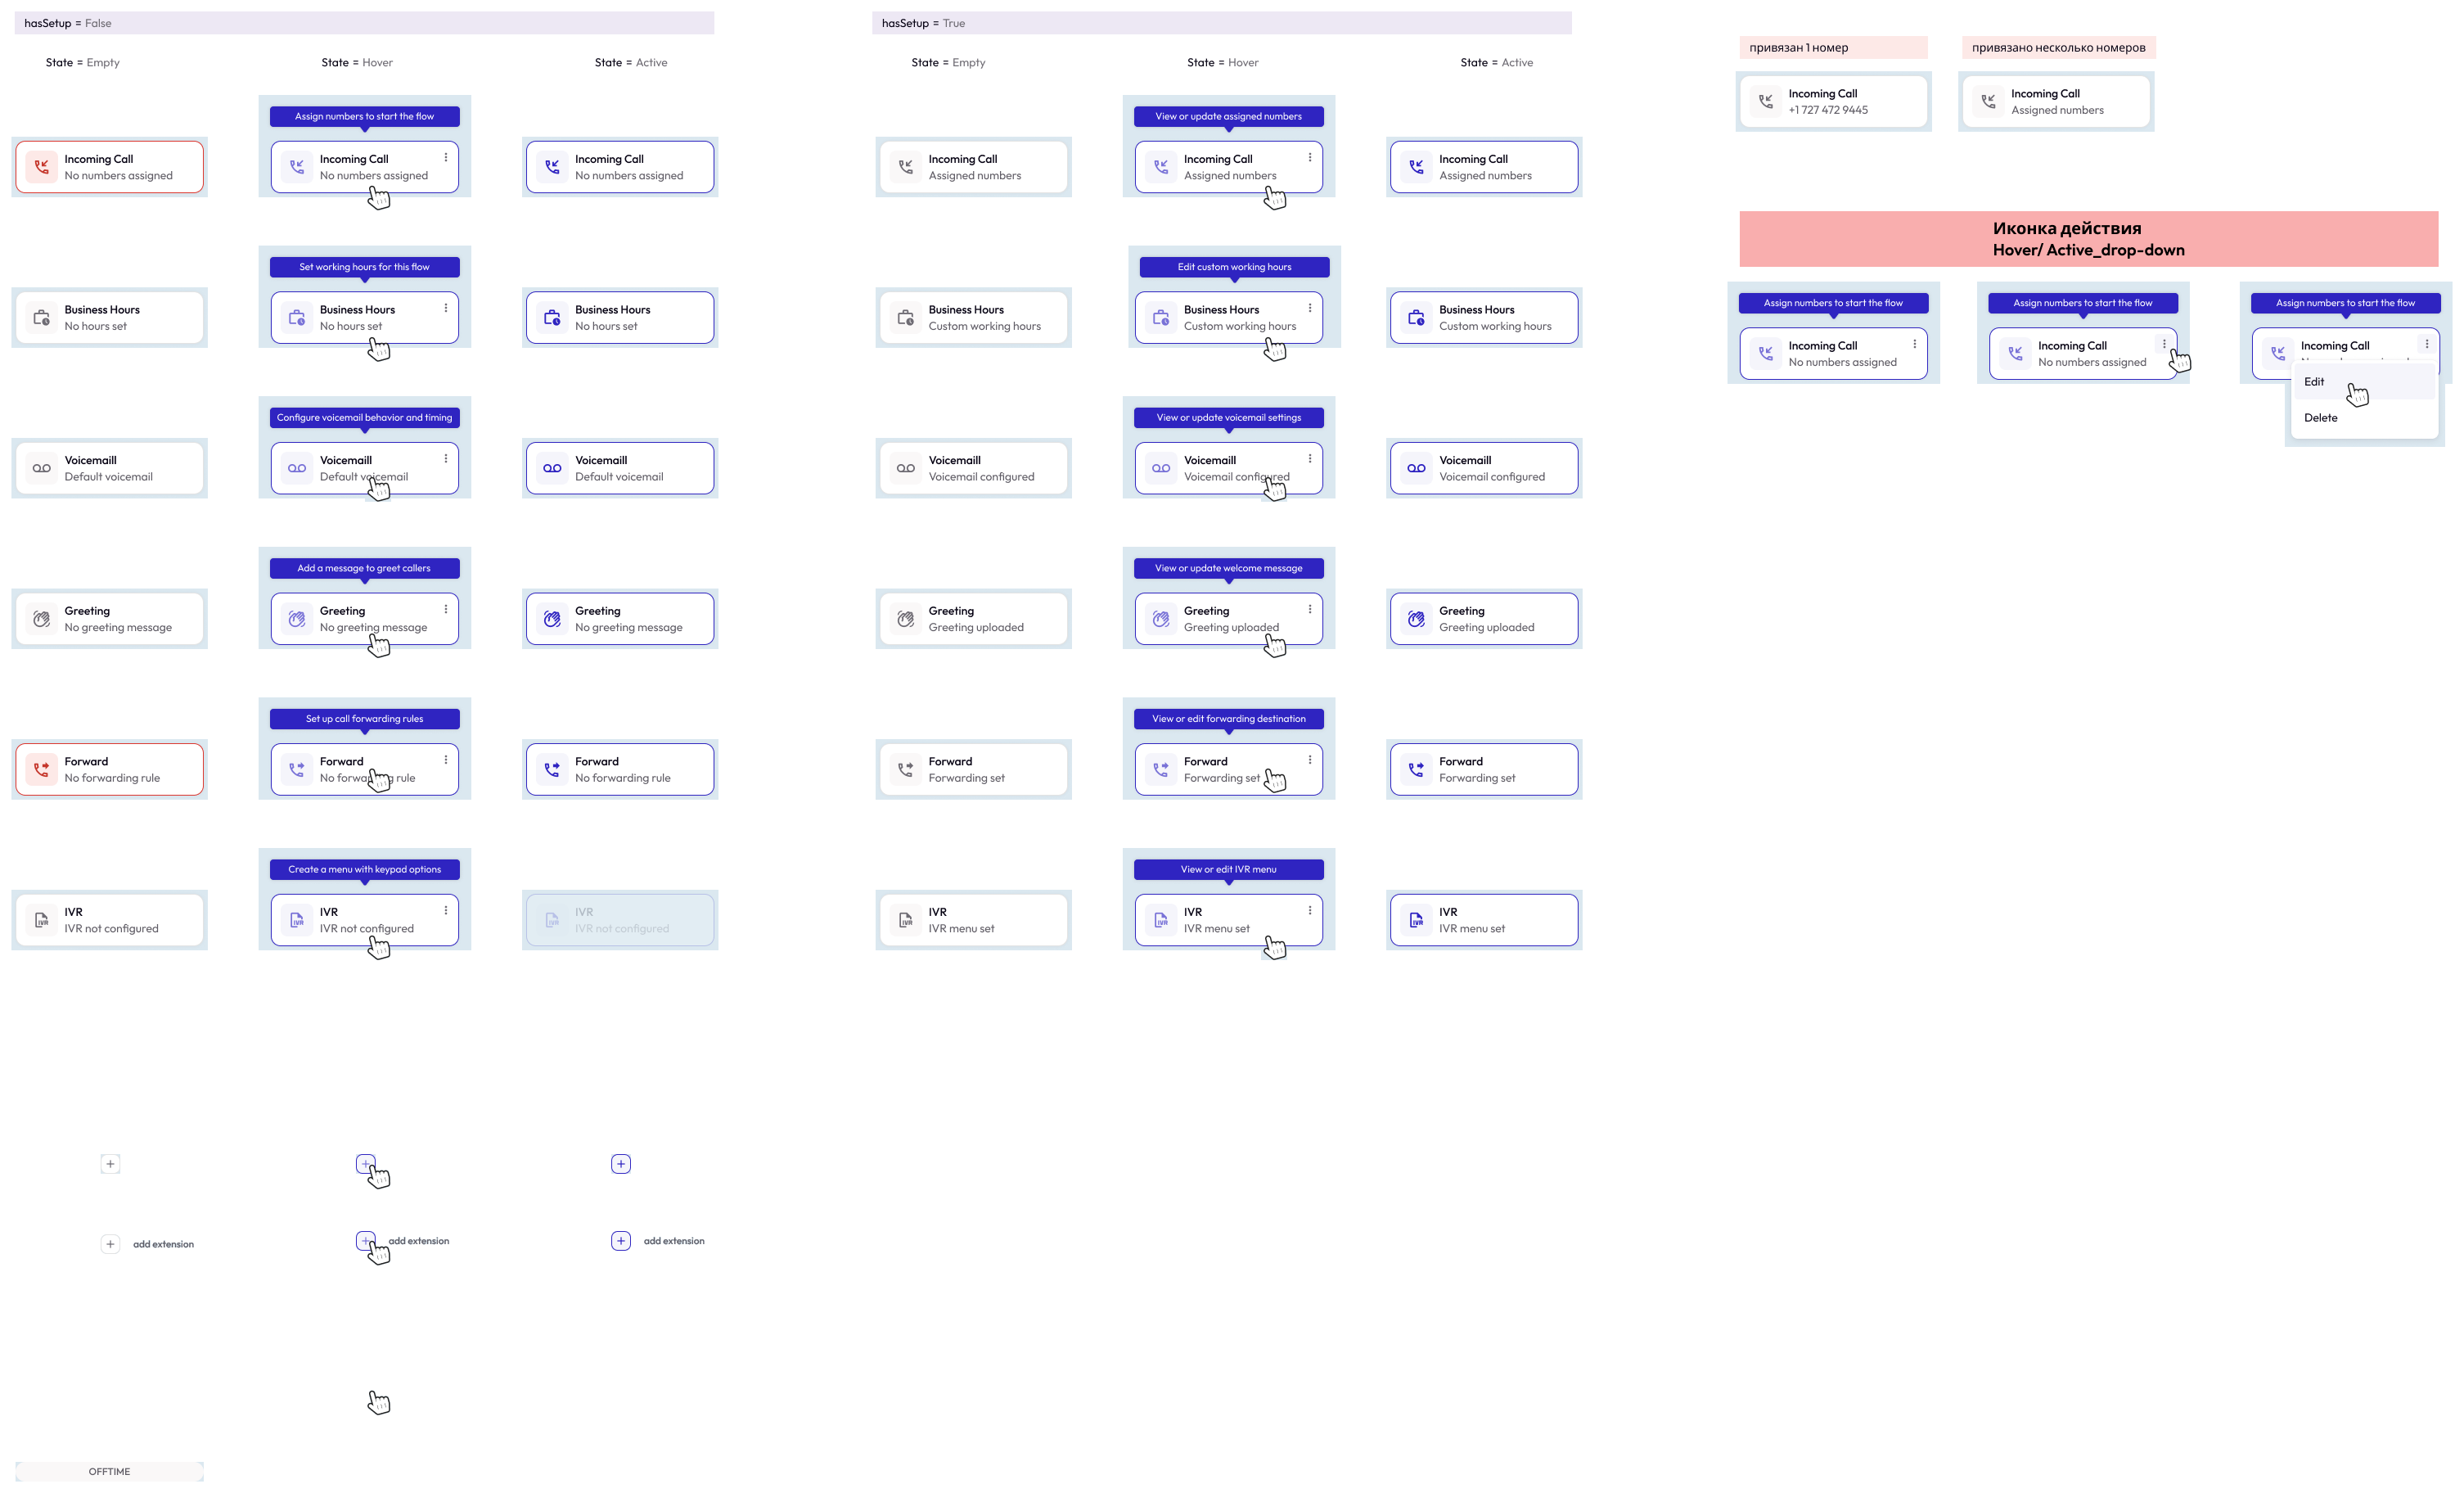 hasSetup = False
State = Empty
State = Hover
State = Active
Assign numbers to start the flow
Incoming Call
No numbers assigned
Incoming Call
No numbers assigned
Incoming Call
No numbers assigned
Set working hours for this flow
Business Hours
No hours set
Business Hours
No hours set
Business Hours
No hours set
Configure voicemail behavior and timing
Voicemaill
Default voicemail
Voicemaill
Default voicemail
Voicemaill
Default voicemail
Add a message to greet callers
Greeting
No greeting message
Greeting
No greeting message
Greeting
No greeting message
Set up call forwarding rules
Forward
No forwarding rule
Forward
No forwarding rule
Forward
No forwarding rule
Create a menu with keypad options
IVR
IVR not configured
IVR
IVR not configured
IVR
IVR not configured
add extension
add extension
add extension
OFFTIME
hasSetup = True
State = Empty
State = Hover
State = Active
View or update assigned numbers
Incoming Call
Assigned numbers
Incoming Call
Assigned numbers
Incoming Call
Assigned numbers
Edit custom working hours
Business Hours
Custom working hours
Business Hours
Custom working hours
Business Hours
Custom working hours
View or update voicemail settings
Voicemaill
Voicemail configured
Voicemaill
Voicemail configured
Voicemaill
Voicemail configured
View or update welcome message
Greeting
Greeting uploaded
Greeting
Greeting uploaded
Greeting
Greeting uploaded
View or edit forwarding destination
Forward
Forwarding set
Forward
Forwarding set
Forward
Forwarding set
View or edit IVR menu
IVR
IVR menu set
IVR
IVR menu set
IVR
IVR menu set
привязан 1 номер
Incoming Call
+1 727 472 9445
привязано несколько номеров
Incoming Call
Assigned numbers
Иконка действия
Hover/ Active_drop-down
Assign numbers to start the flow
Incoming Call
No numbers assigned
Assign numbers to start the flow
Incoming Call
No numbers assigned
Assign numbers to start the flow
Incoming Call
Edit
Delete